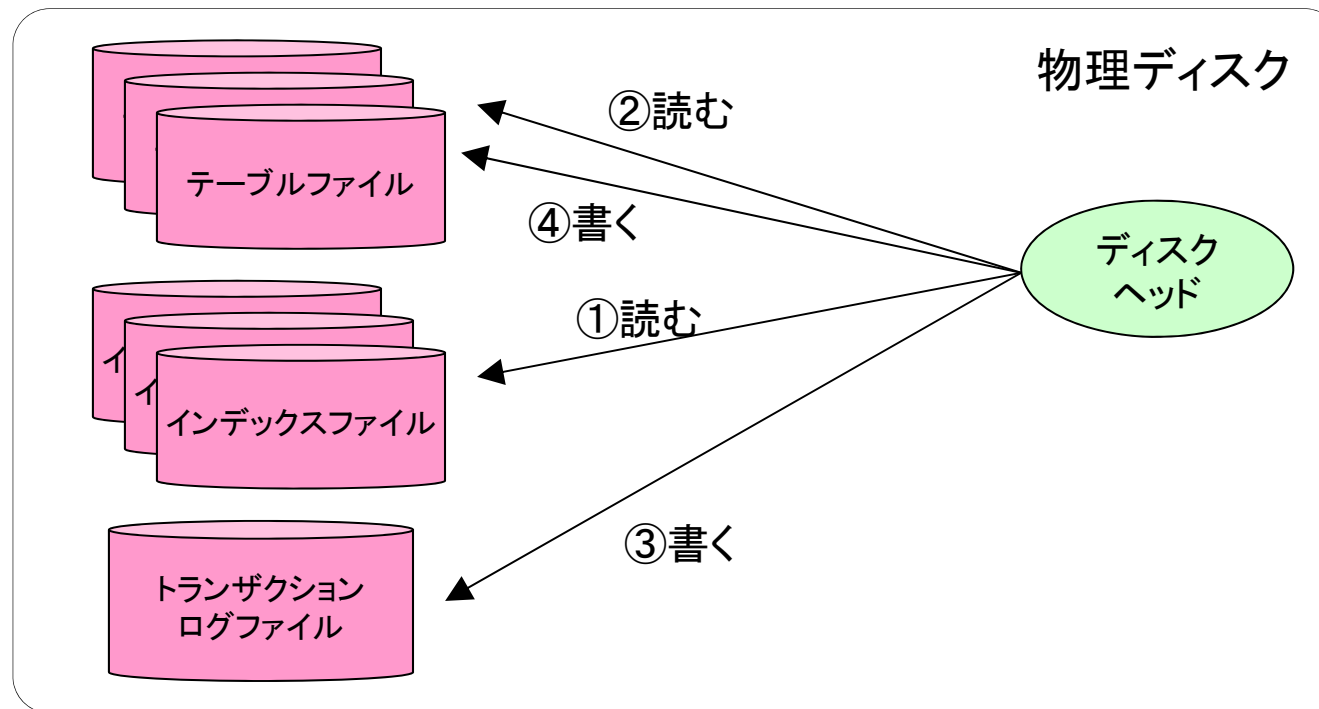 物理ディスク
②読む
テーブルファイル
④書く
ディスク
ヘッド
①読む
インデックスファイル
③書く
トランザクション
ログファイル